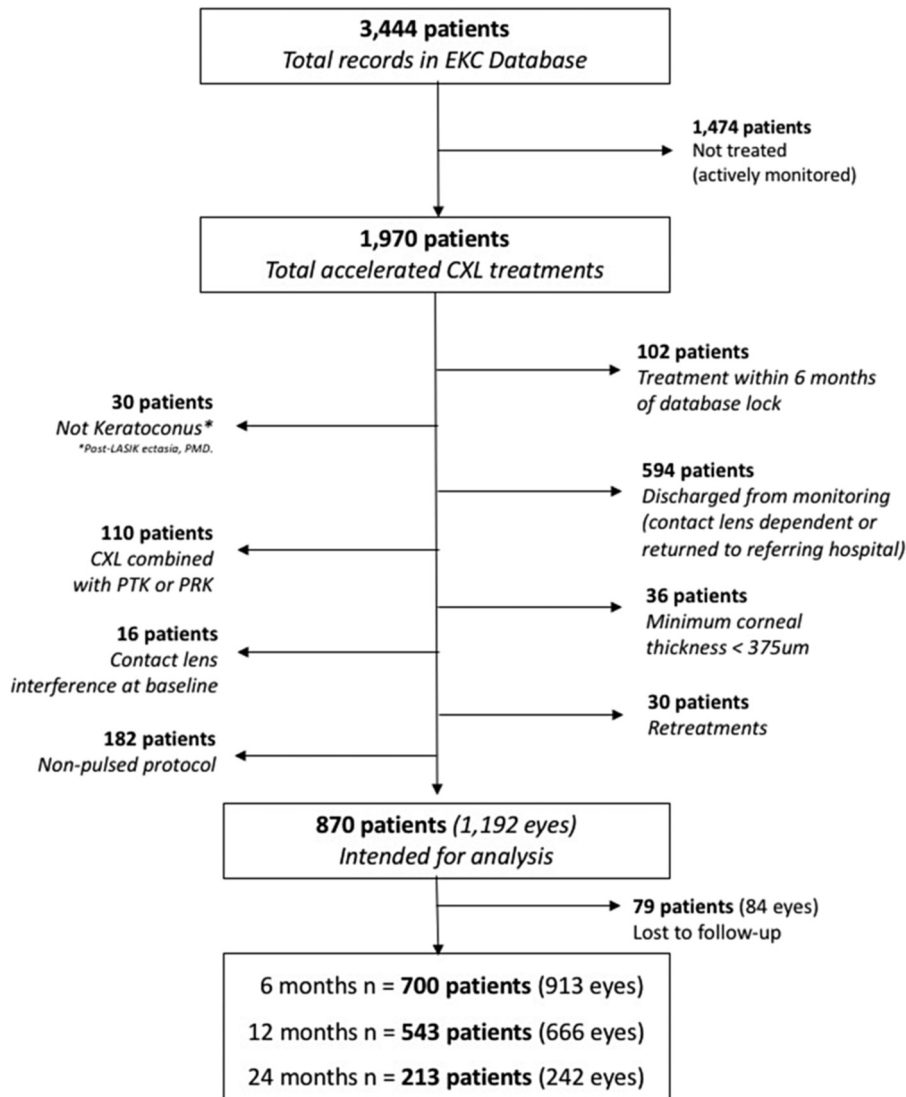 3,444 patients
Total records in EKC Database
1,474 patients
Not treated
(actively monitored)
1,970 patients
Total accelerated CXL treatments
102 patients
Treatment within 6 months
of database lock
30 patients
Not Keratoconus*
*Post-LASIK ectasia, PMD.
594 patients
Discharged from monitoring
(contact lens dependent or
returned to referring hospital)
110 patients
CXL combined
with PTK or PRK
36 patients
Minimum corneal
thickness < 375um
16 patients
Contact lens
interference at baseline
30 patients
Retreatments
182 patients
Non-pulsed protocol
870 patients (1,192 eyes)
Intended for analysis
79 patients (84 eyes)
Lost to follow-up
6 months n = 700 patients (913 eyes)
12 months n = 543 patients (666 eyes)
24 months n = 213 patients (242 eyes)